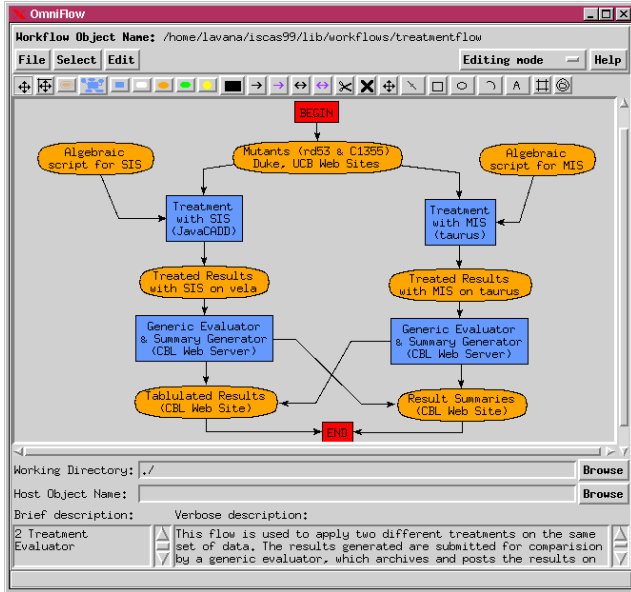 OmniFlow
Workflow Object Name: /home/lavana/iscas99/lib/workflows/treatmentflow
File Select Edit Editing mode Help
A
BEGIN
Mutants (rd53 & C1355)
Duke, UCB Web Sites
Algebraic
script for SIS
Algebraic
script for MIS
Treatment
with SIS
(JavaCADD)
Treatment
with MIS
(taurus)
Treated Results
with SIS on vela
Treated Results
with MIS on taurus
Generic Evaluator
& Summary Generator
(CBL Web Server)
Generic Evaluator
& Summary Generator
(CBL Web Server)
Tablulated Results
(CBL Web Site)
Result Summaries
(CBL Web Site)
END
Working Directory: ./ Browse
Host Object Name: Browse
Brief description: Verbose description:
2 Treatment
Evaluator
This flow is used to apply two different treatments on the same
set of data. The results generated are submitted for comparision
by a generic evaluator, which archives and posts the results on